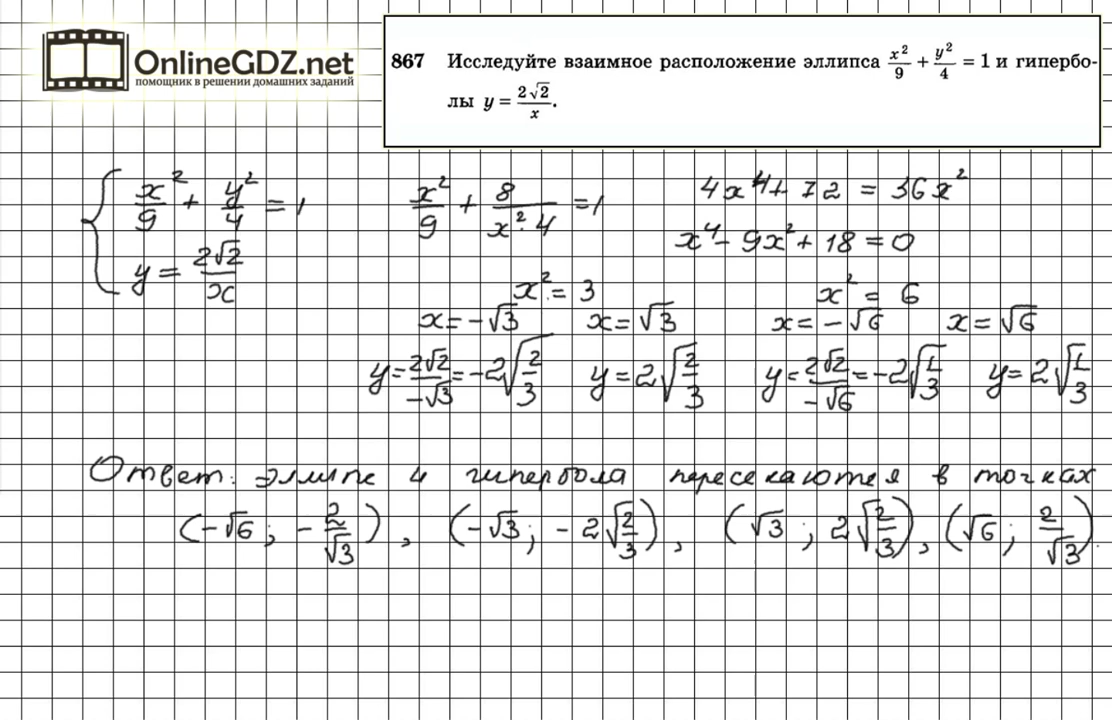 OnlineGDZ.net
помощник в решении домашних заданий
867 Исследуйте взаимное расположение эллипса x²/9 + y²/4 = 1 и гипербо-
лы y = 2√2/x.
x²/9 + y²/4 = 1
y = 2√2/x
x²/9 + 8/(x²·4) = 1
4x⁴ + 72 = 36x²
x⁴ - 9x² + 18 = 0
x² = 3 x² = 6
x = -√3 x = √3 x = -√6 x = √6
y = 2√2/-√3 = -2√(2/3) y = 2√(2/3) y = 2√2/-√6 = -2√(1/3) y = 2√(1/3)
Ответ: эллипс и гипербола пересекаются в точках
(-√6; -2/√3), (-√3; -2√(2/3)), (√3; 2√(2/3)), (√6; 2/√3).